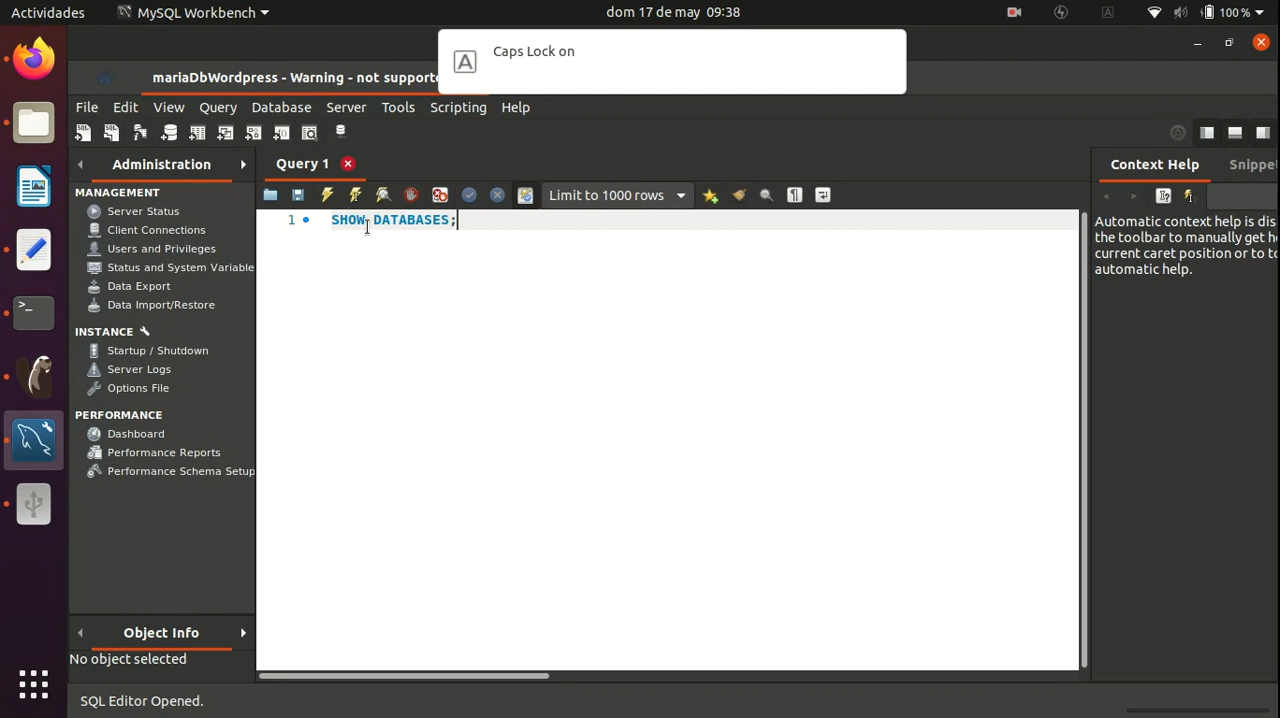 Actividades
MySQL Workbench
dom 17 de may 09:38
A
100 %
A
Caps Lock on
mariaDbWordpress - Warning - not supporte
File
Edit
View
Query
Database
Server
Tools
Scripting
Help
Administration
Query 1
Context Help
Snippe
MANAGEMENT
Server Status
Client Connections
Users and Privileges
Status and System Variable
Data Export
Data Import/Restore
INSTANCE
Startup / Shutdown
Server Logs
Options File
PERFORMANCE
Dashboard
Performance Reports
Performance Schema Setup
Limit to 1000 rows
1
SHOW DATABASES;
Automatic context help is dis
the toolbar to manually get he
current caret position or to to
automatic help.
Object Info
No object selected
SQL Editor Opened.